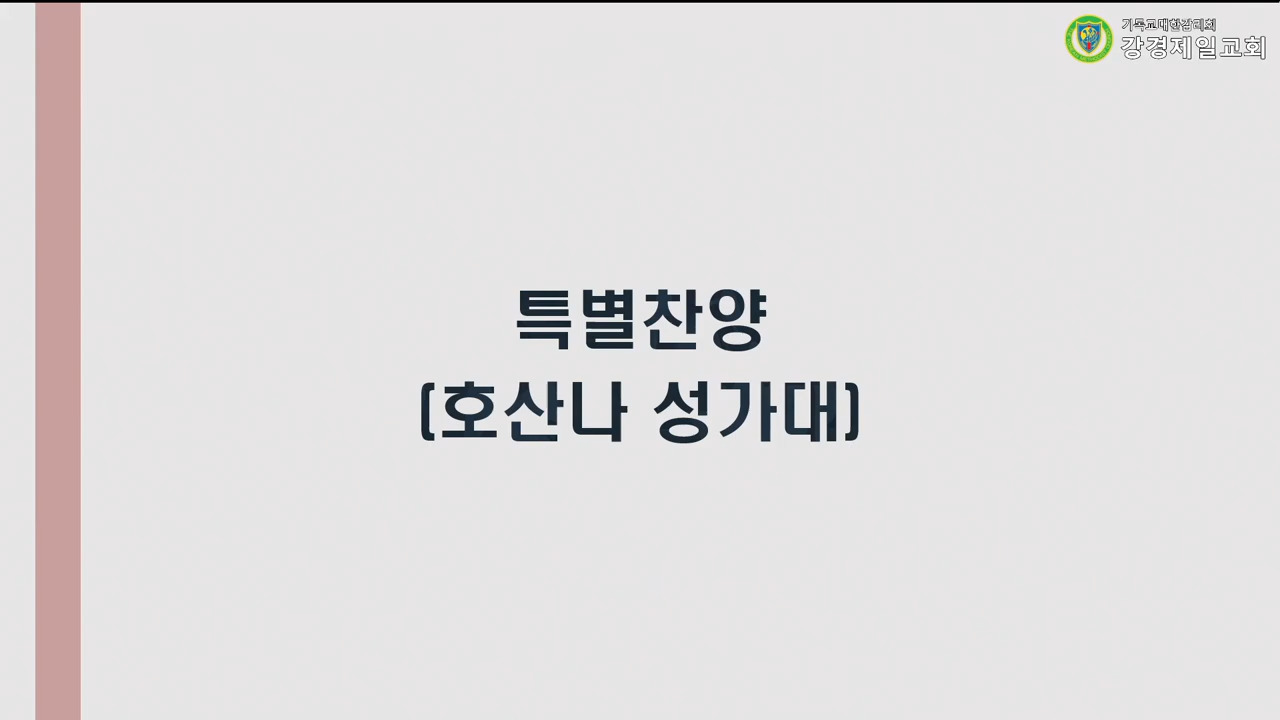 기독교대한감리회
강경제일교회
특별찬양
(호산나 성가대)